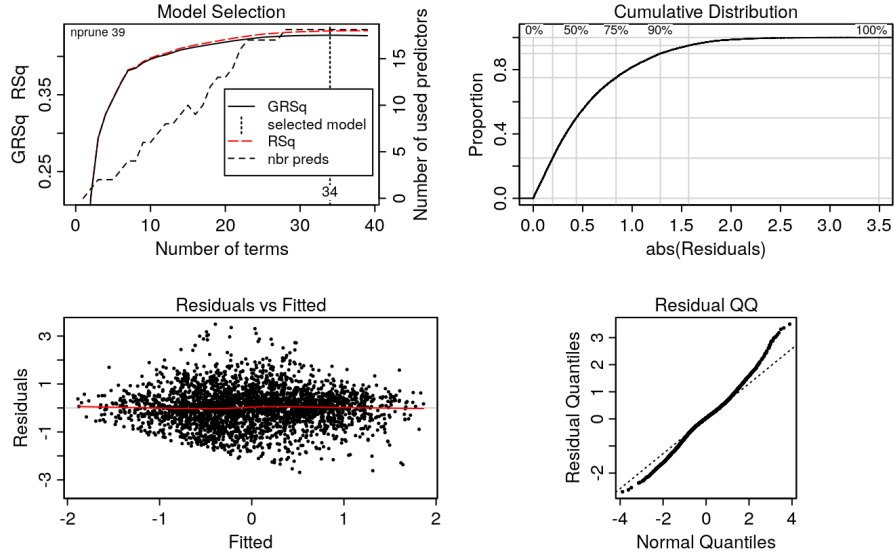 Model Selection
nprune 39
GRSq RSq
0.25
0.35
0
5
10
15
Number of used predictors
GRSq
selected model
RSq
nbr preds
34
0 10 20 30 40
Number of terms
Cumulative Distribution
0% 50% 75% 90% 100%
Proportion
0.0
0.4
0.8
0.0 0.5 1.0 1.5 2.0 2.5 3.0 3.5
abs(Residuals)
Residuals vs Fitted
Residuals
3
1
-1
-3
-2 -1 0 1 2
Fitted
Residual QQ
Residual Quantiles
3
2
1
0
-2
-4 -2 0 2 4
Normal Quantiles